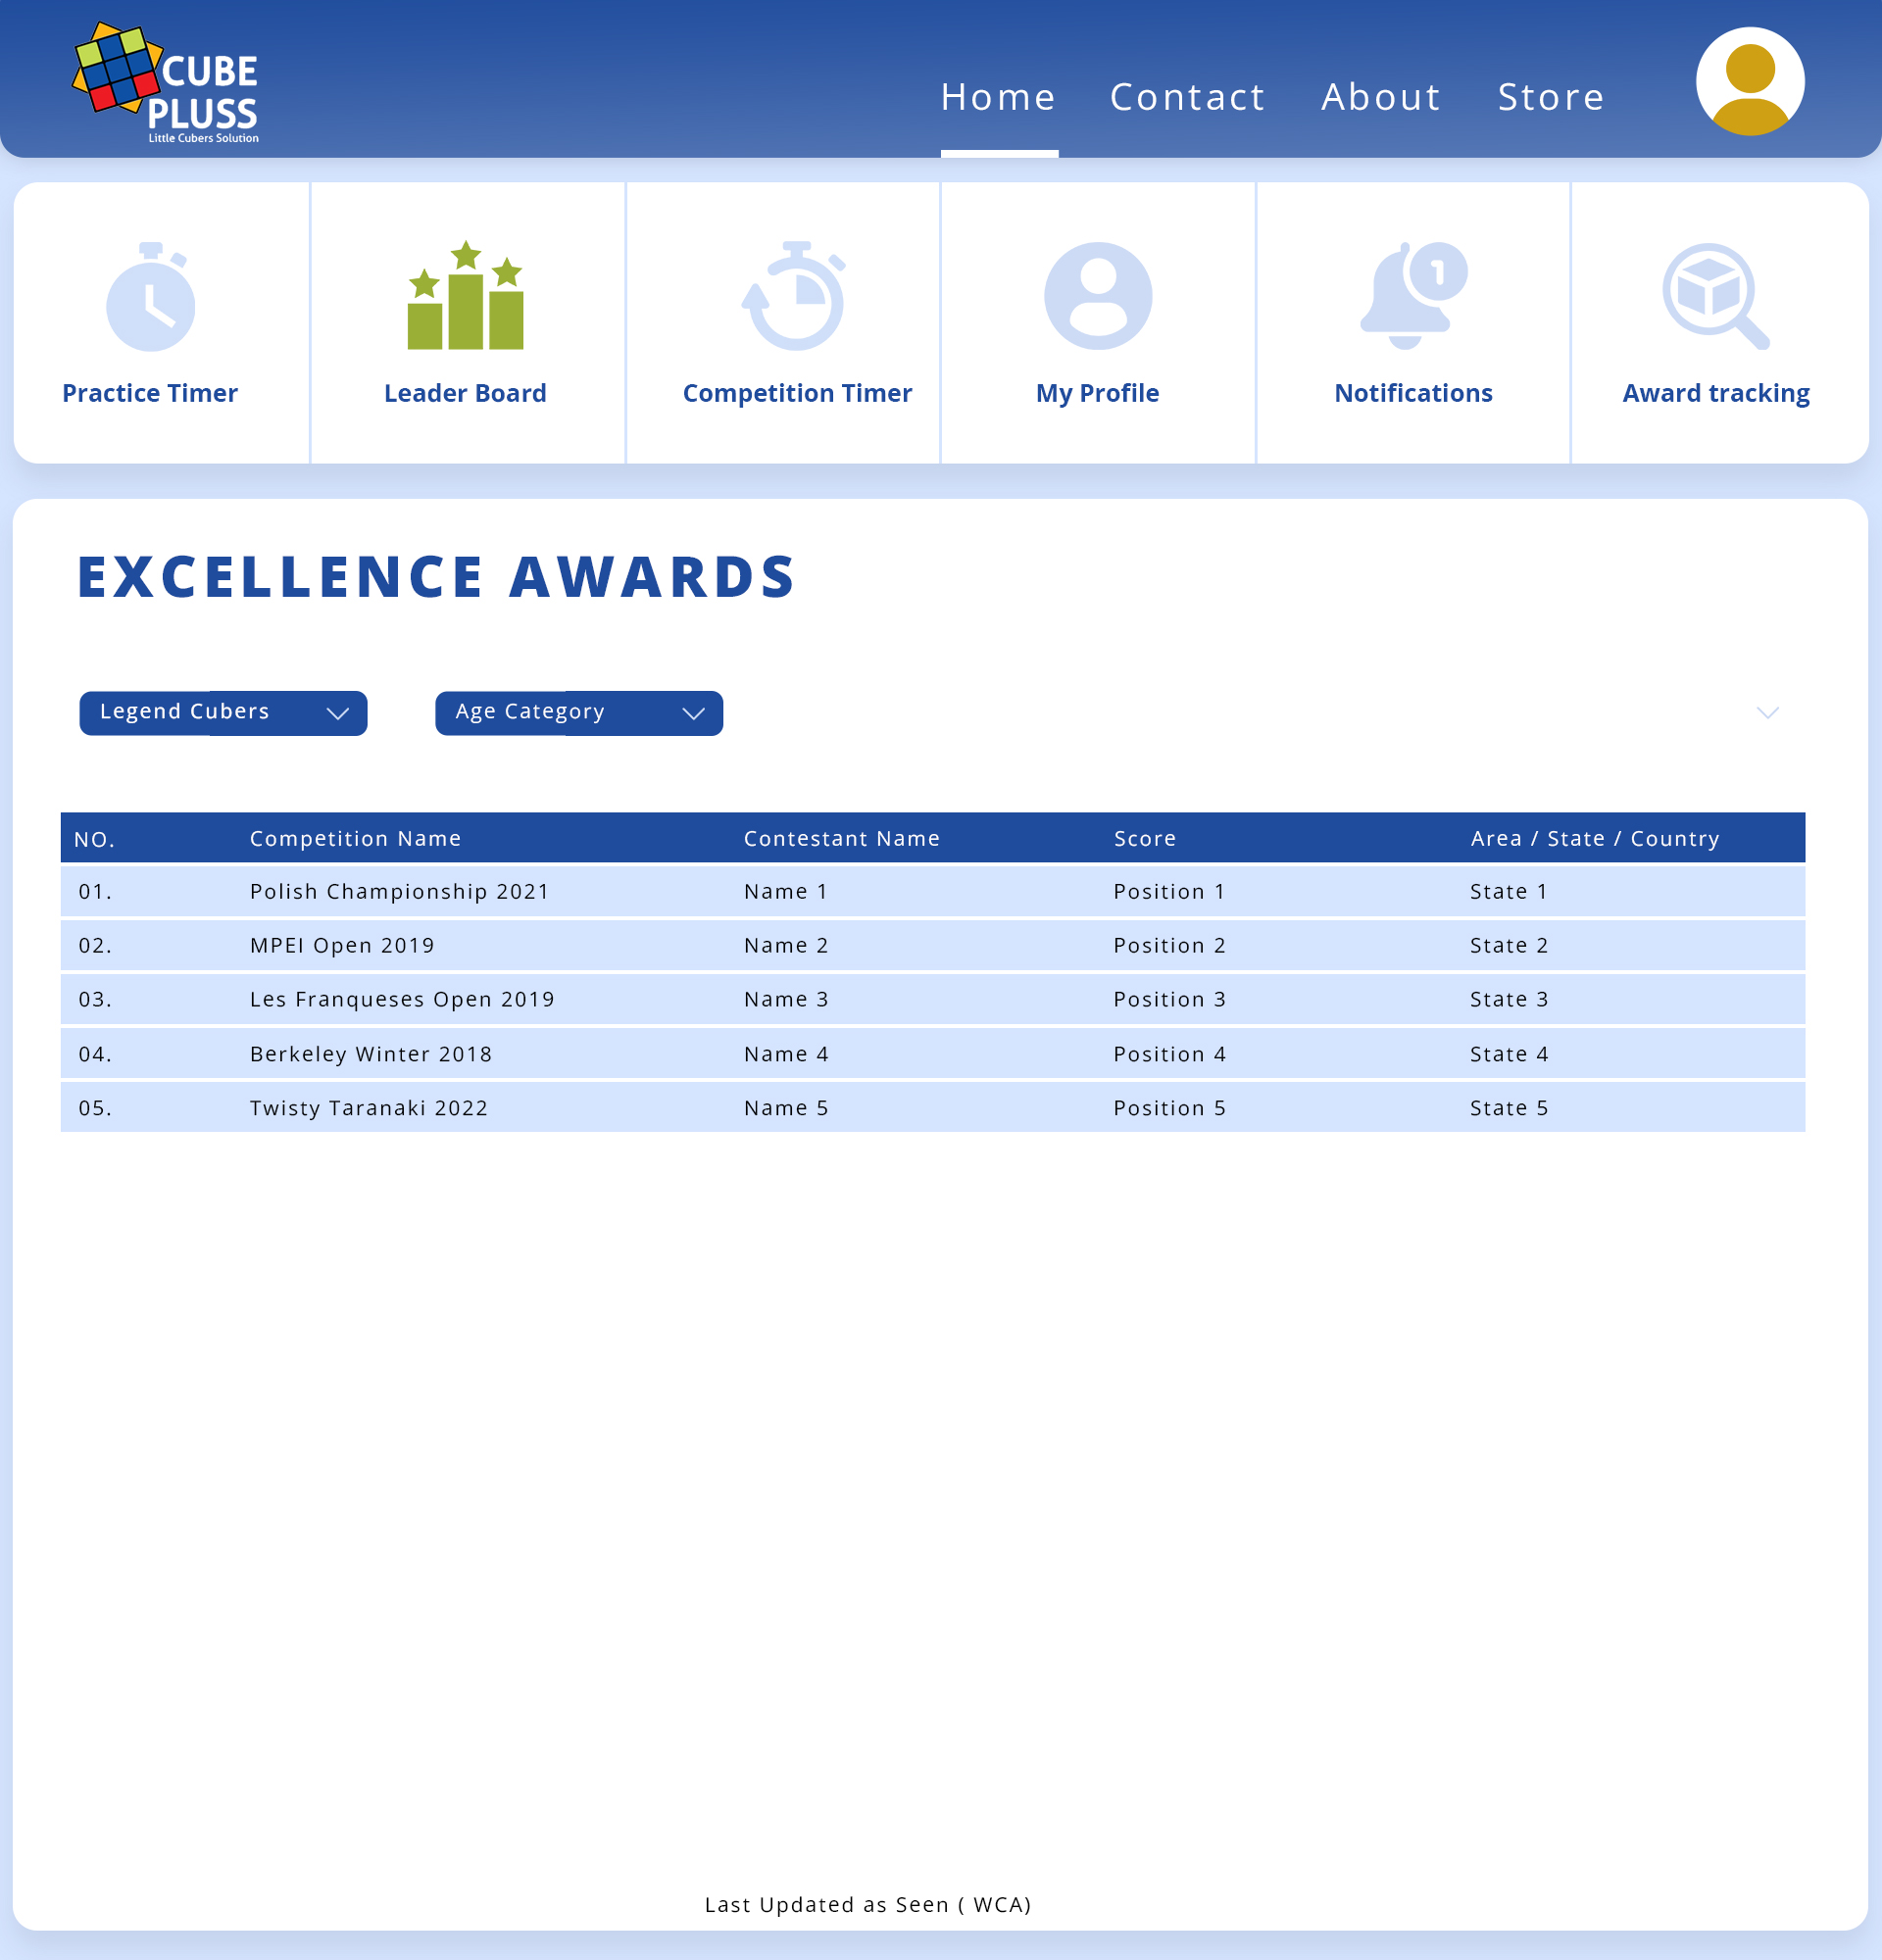 CUBE
PLUSS
Little Cubers Solution
Home Contact About Store
1
Practice Timer Leader Board Competition Timer My Profile Notifications Award tracking
EXCELLENCE AWARDS
Legend Cubers Age Category
NO. Competition Name Contestant Name Score Area / State / Country
01. Polish Championship 2021 Name 1 Position 1 State 1
02. MPEI Open 2019 Name 2 Position 2 State 2
03. Les Franqueses Open 2019 Name 3 Position 3 State 3
04. Berkeley Winter 2018 Name 4 Position 4 State 4
05. Twisty Taranaki 2022 Name 5 Position 5 State 5
Last Updated as Seen ( WCA)